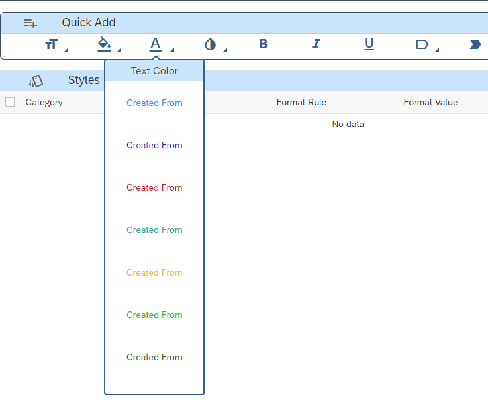 Quick Add
TT A B I U
Text Color
Styles
Category Format Rule Format Value
Created From
No data
Created From
Created From
Created From
Created From
Created From
Created From